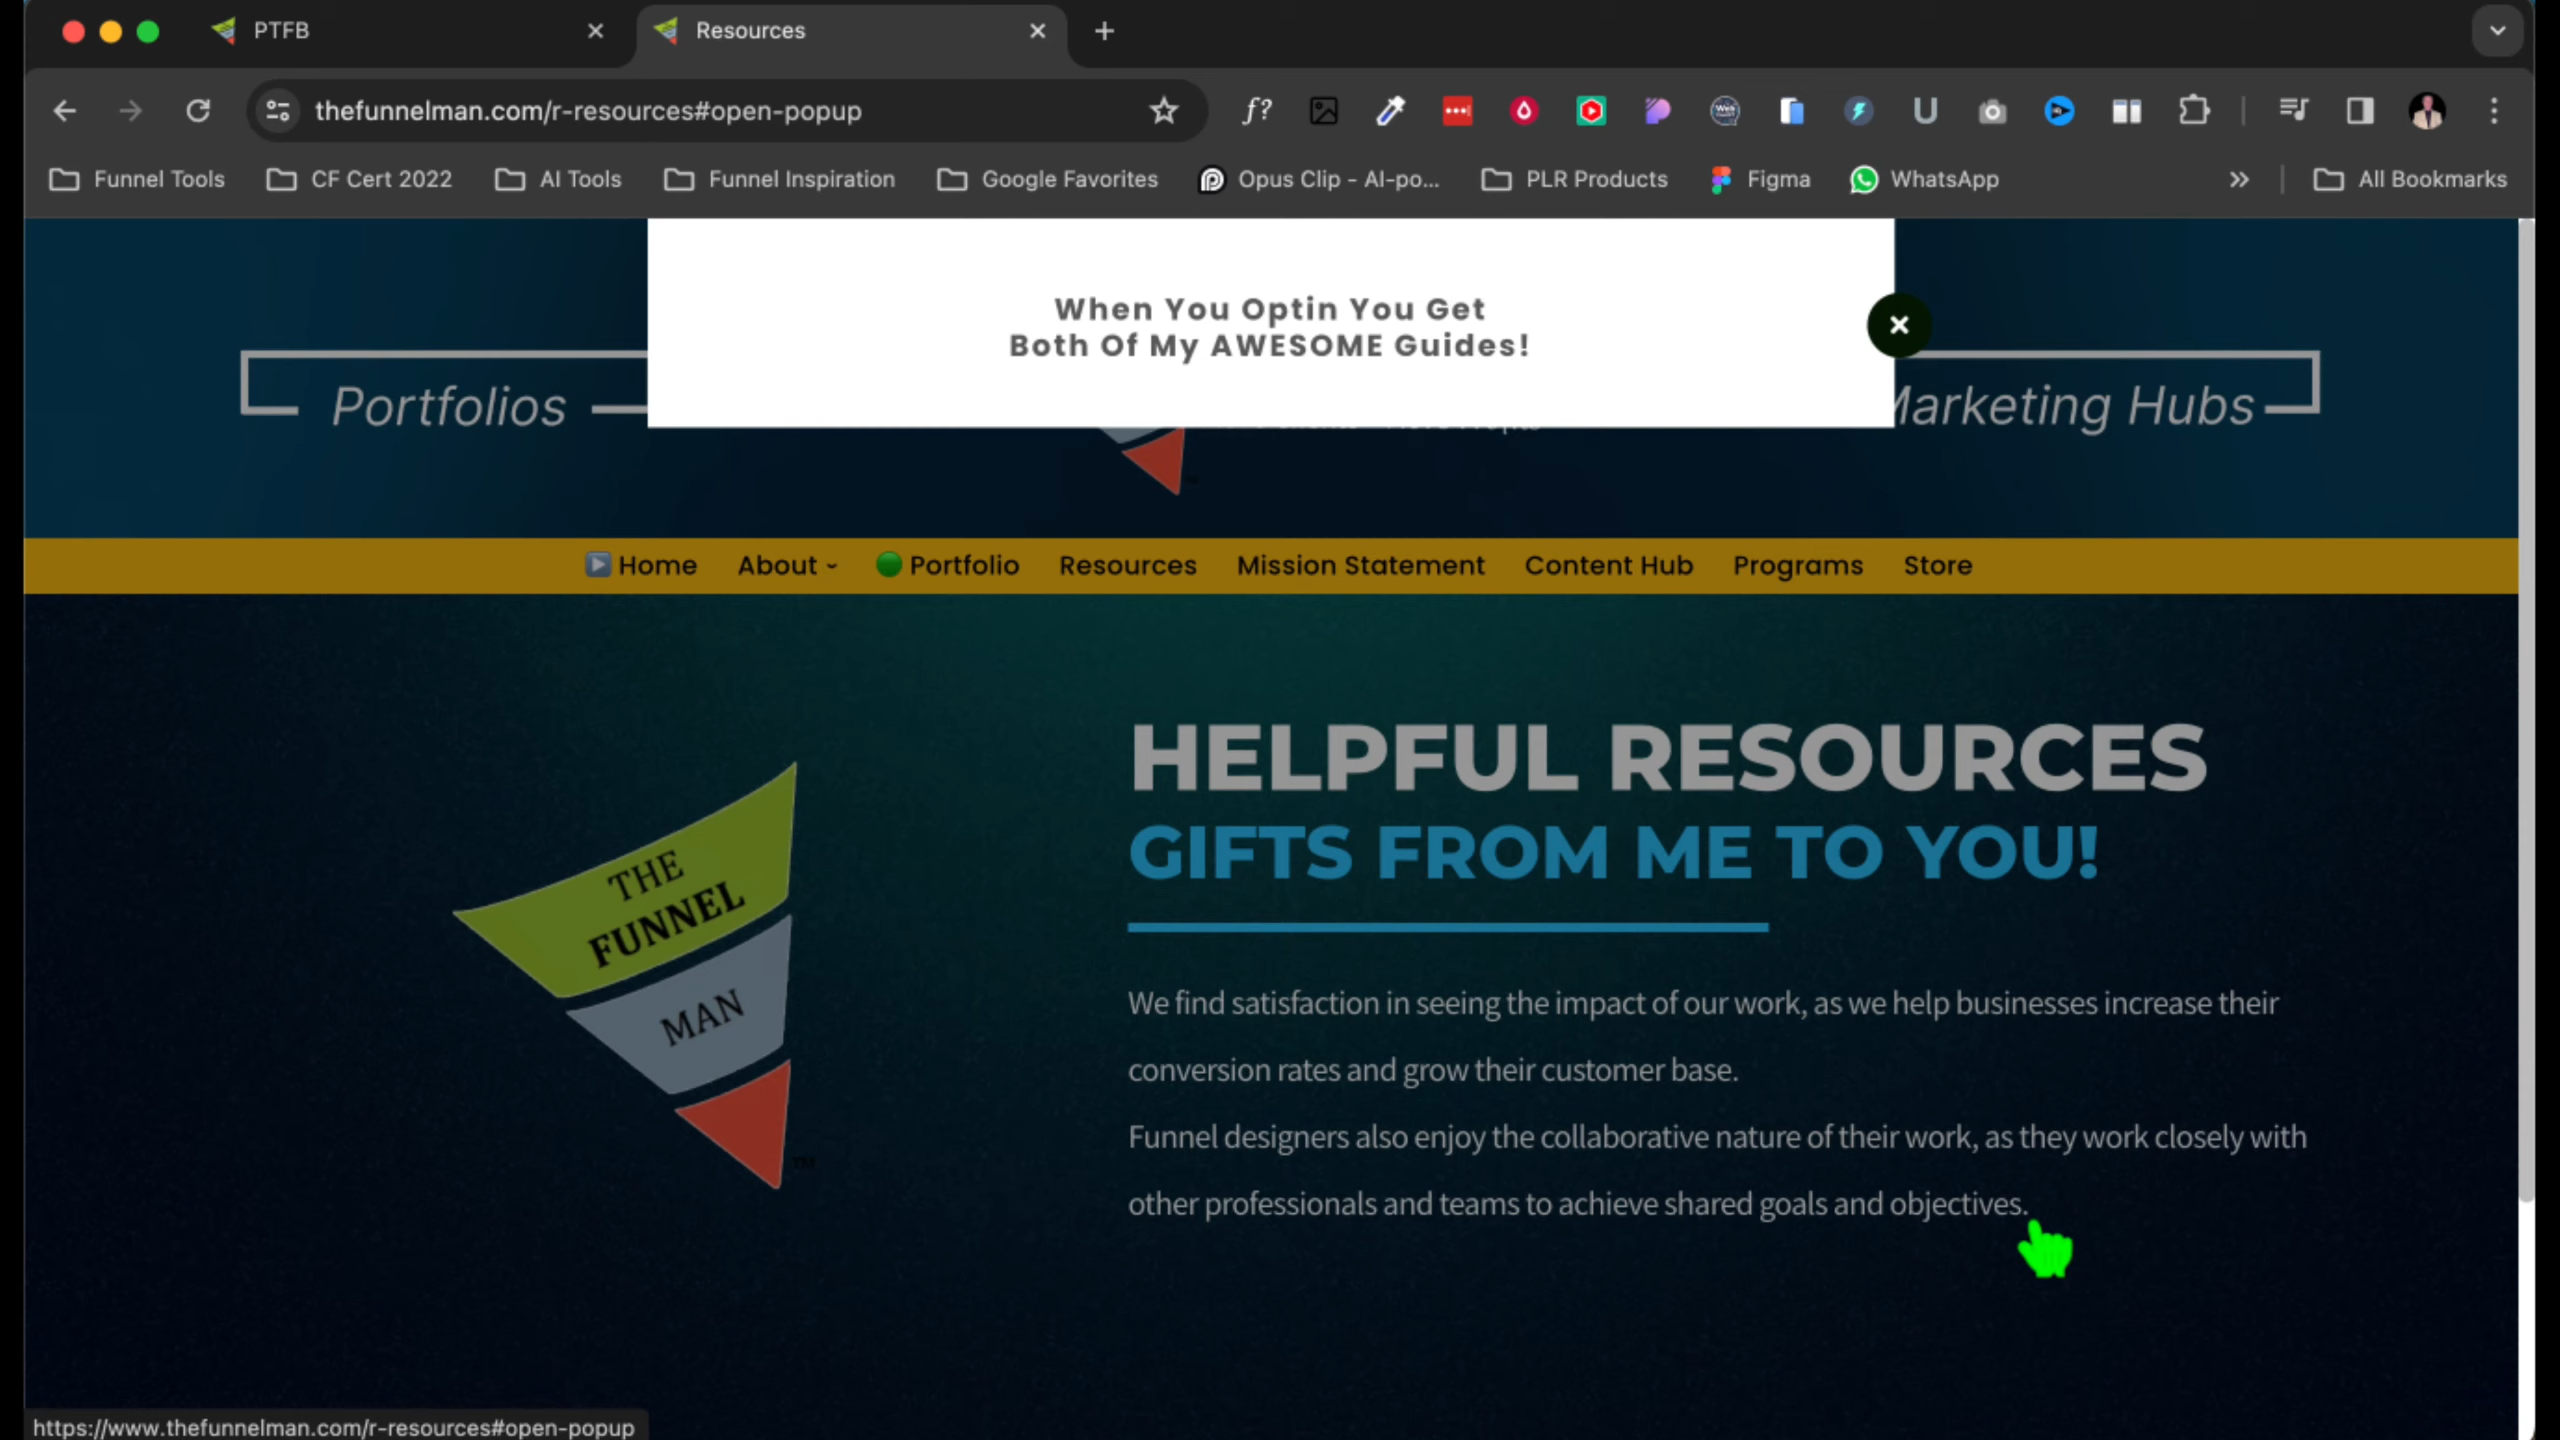 PTFB
Resources
thefunnelman.com/r-resources#open-popup
f?
Funnel Tools
CF Cert 2022
AI Tools
Funnel Inspiration
Google Favorites
Opus Clip - AI-po...
PLR Products
Figma
WhatsApp
All Bookmarks
When You Optin You Get
Both Of My AWESOME Guides!
Portfolios
Marketing Hubs
Home
About
Portfolio
Resources
Mission Statement
Content Hub
Programs
Store
THE
FUNNEL
MAN
TM
HELPFUL RESOURCES
GIFTS FROM ME TO YOU!
We find satisfaction in seeing the impact of our work, as we help businesses increase their
conversion rates and grow their customer base.
Funnel designers also enjoy the collaborative nature of their work, as they work closely with
other professionals and teams to achieve shared goals and objectives.
https://www.thefunnelman.com/r-resources#open-popup